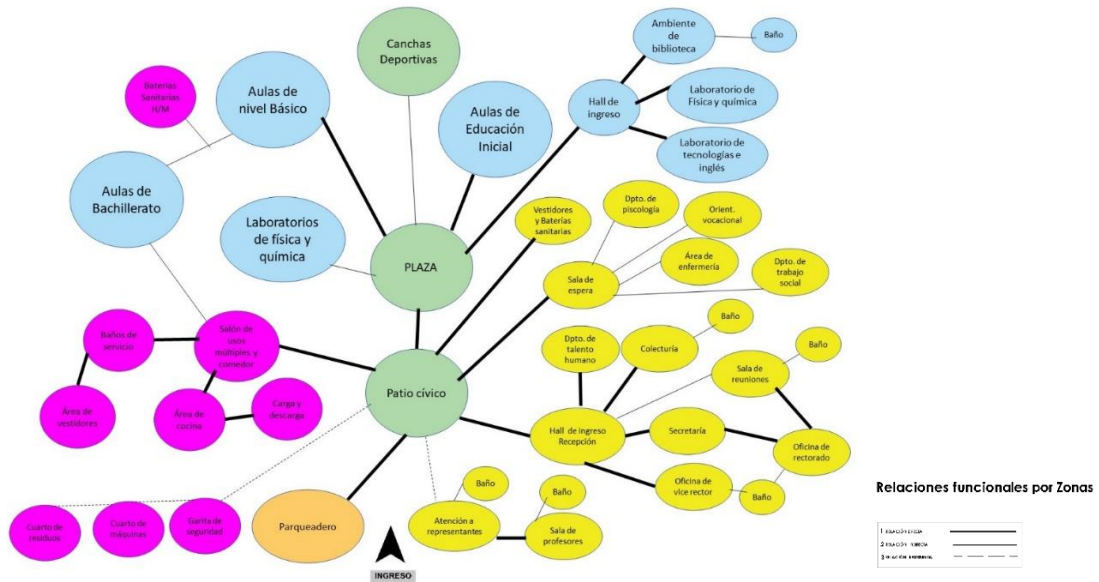 Canchas
Deportivas
Ambiente
de
biblioteca
Baño
Aulas de
nivel Básico
Baterías
Sanitarias
H/M
Aulas de
Educación
Inicial
Hall de
ingreso
Laboratorio de
Física y química
Laboratorio de
tecnologías e
inglés
Aulas de
Bachillerato
Laboratorios
de física y
química
PLAZA
Vestidores
y Baterías
sanitarias
Dpto. de
piscología
Orient.
vocacional
Área de
enfermería
Sala de
espera
Dpto. de
trabajo
social
Baños de
servicio
Salón de
usos
múltiples y
comedor
Patio cívico
Dpto. de
talento
humano
Colecturía
Baño
Sala de
reuniones
Baño
Área de
vestidores
Área de
cocina
Carga y
descarga
Hall de ingreso
Recepción
Secretaría
Oficina de
rectorado
Oficina de
vice rector
Baño
Cuarto de
residuos
Cuarto de
máquinas
Garita de
seguridad
Parqueadero
INGRESO
Baño
Atención a
representantes
Baño
Sala de
profesores
Relaciones funcionales por Zonas